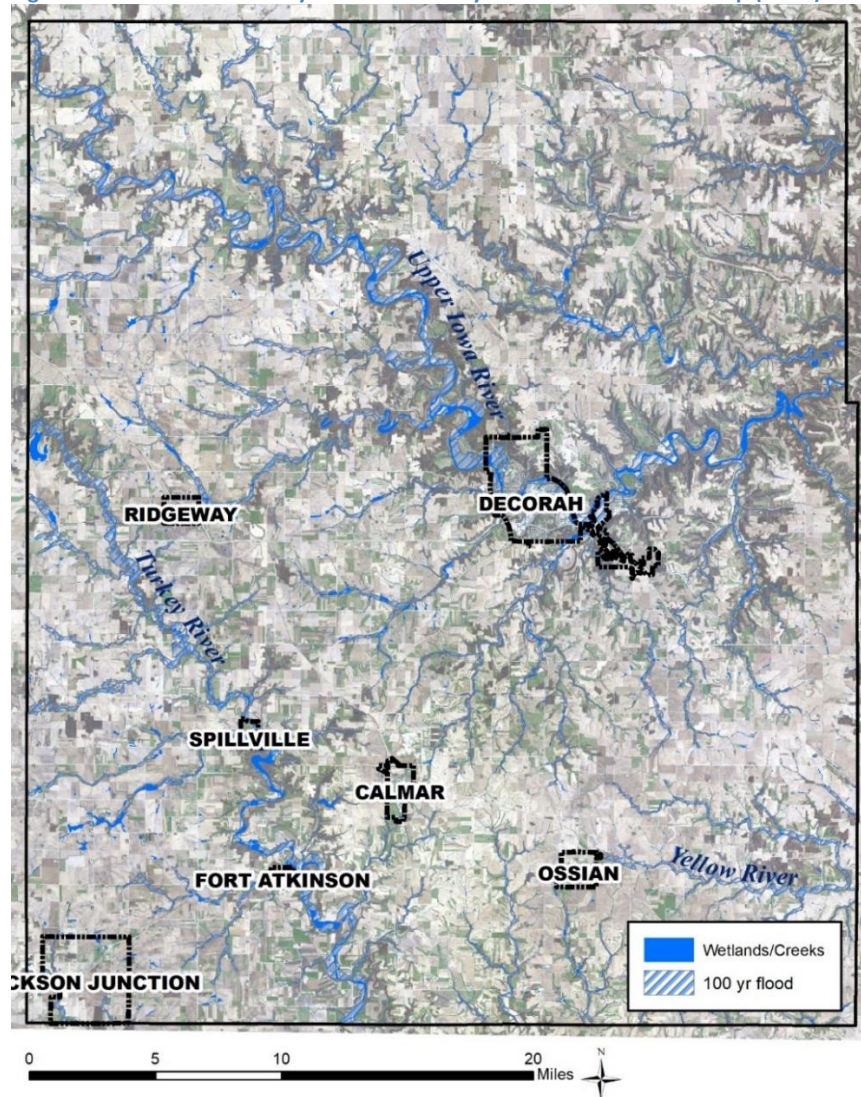 Upper Iowa River
DECORAH
RIDGEWAY
Turkey River
SPILLVILLE
CALMAR
FORT ATKINSON
OSSIAN
Yellow River
CKSON JUNCTION
Wetlands/Creeks
100 yr flood
0 5 10 20
Miles
N